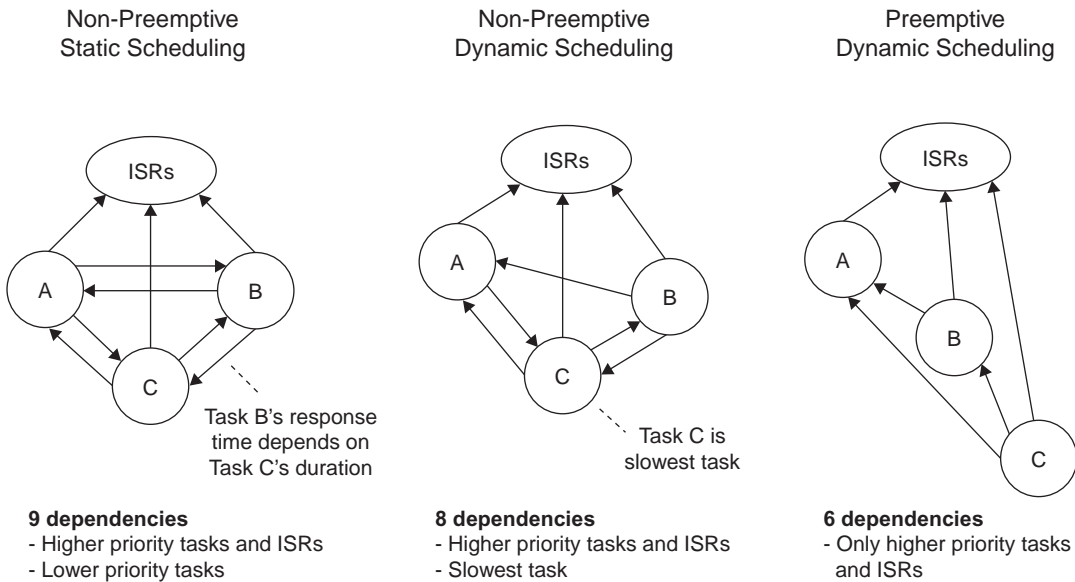 Non-Preemptive
Static Scheduling
Non-Preemptive
Dynamic Scheduling
Preemptive
Dynamic Scheduling
ISRs
A
B
C
Task B’s response
time depends on
Task C’s duration
ISRs
A
B
C
Task C is
slowest task
ISRs
A
B
C
9 dependencies
- Higher priority tasks and ISRs
- Lower priority tasks
8 dependencies
- Higher priority tasks and ISRs
- Slowest task
6 dependencies
- Only higher priority tasks
and ISRs